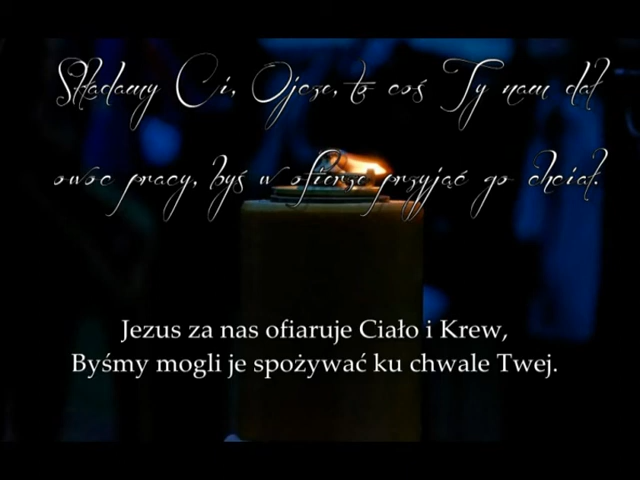 Składamy Ci, Ojcze, to coś Ty nam dał
owoc pracy, byś w ofierze przyjąć go chciał.
Jezus za nas ofiaruje Ciało i Krew,
Byśmy mogli je spożywać ku chwale Twej.